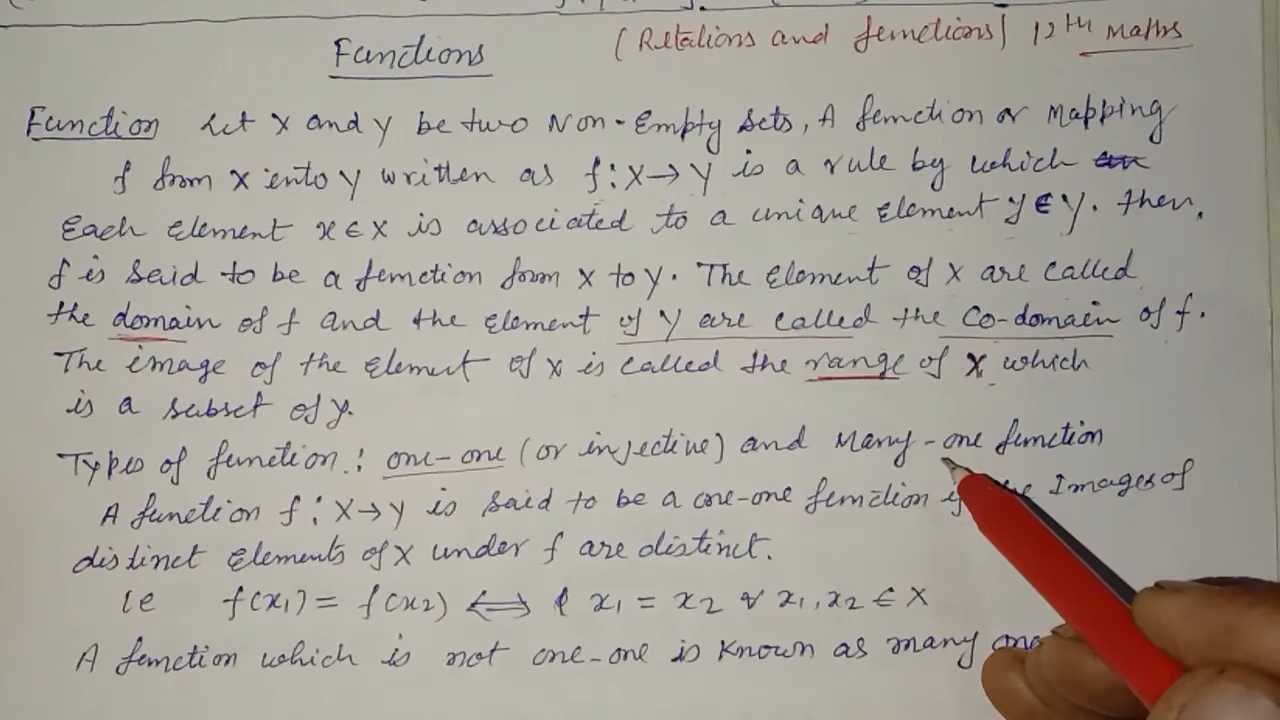 Functions (Relations and functions) 12th Maths
Function Let X and Y be two Non-Empty sets, A function or Mapping
f from X into Y written as f: X→Y is a rule by which
Each Element x∈X is associated to a unique Element y∈Y. then,
f is said to be a function from X to Y. The Element of X are called
the domain of f and the Element of Y are called the Co-domain of f.
The image of the Element of X is called the range of X which
is a subset of Y.
Types of function: one-one (or injective) and Many-one function
A function f: X→Y is said to be a one-one function Images of
distinct Elements of X under f are distinct.
ie f(x1) = f(x2) ⟺ x1 = x2 ∀ x1, x2 ∈ X
A function which is not one-one is known as many